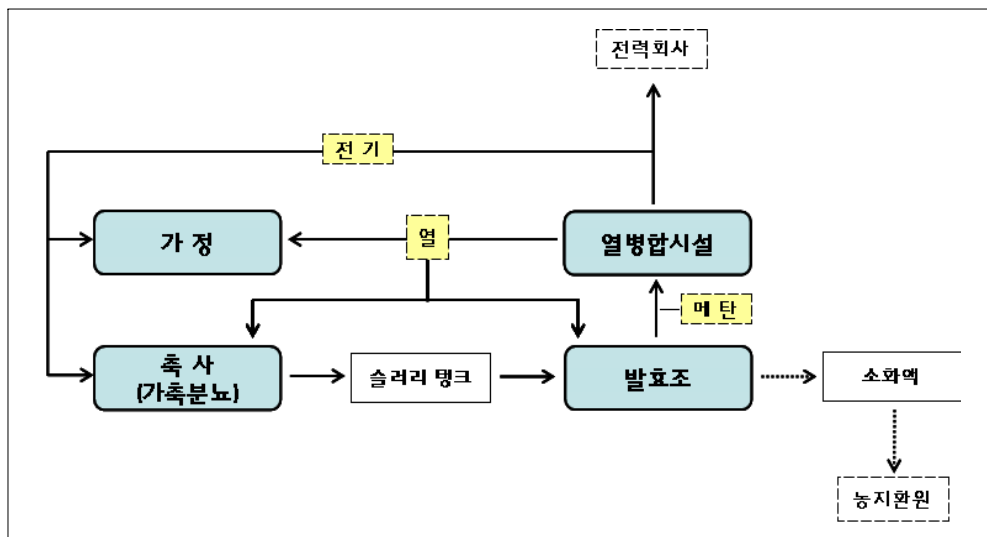 전력회사
전 기
가 정
열
열병합시설
메 탄
축 사
(가축분뇨)
슬러리 탱크
발효조
소화액
농지환원